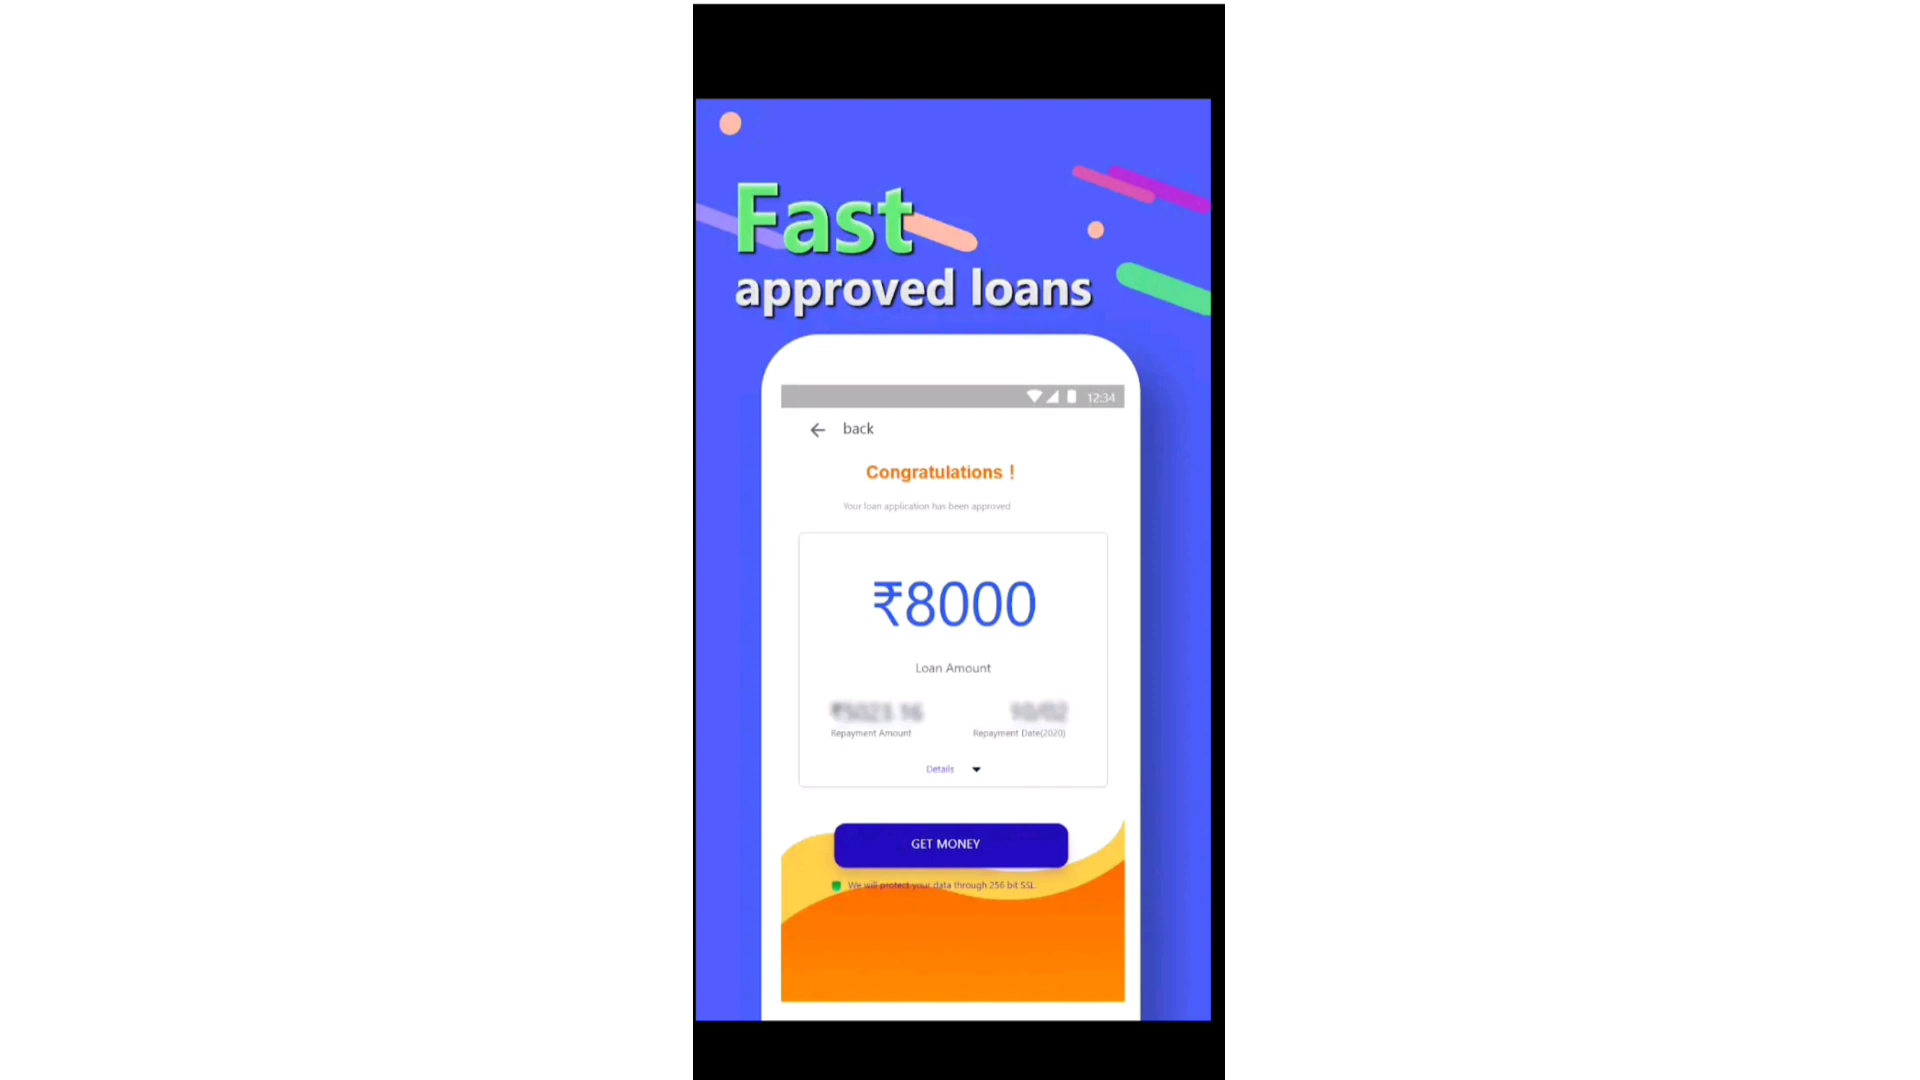 Fast
approved loans
12:34
back
Congratulations !
Your loan application has been approved
₹8000
Loan Amount
Repayment Amount
Repayment Date(2020)
Details
GET MONEY
We will protect your data through 256 bit SSL.